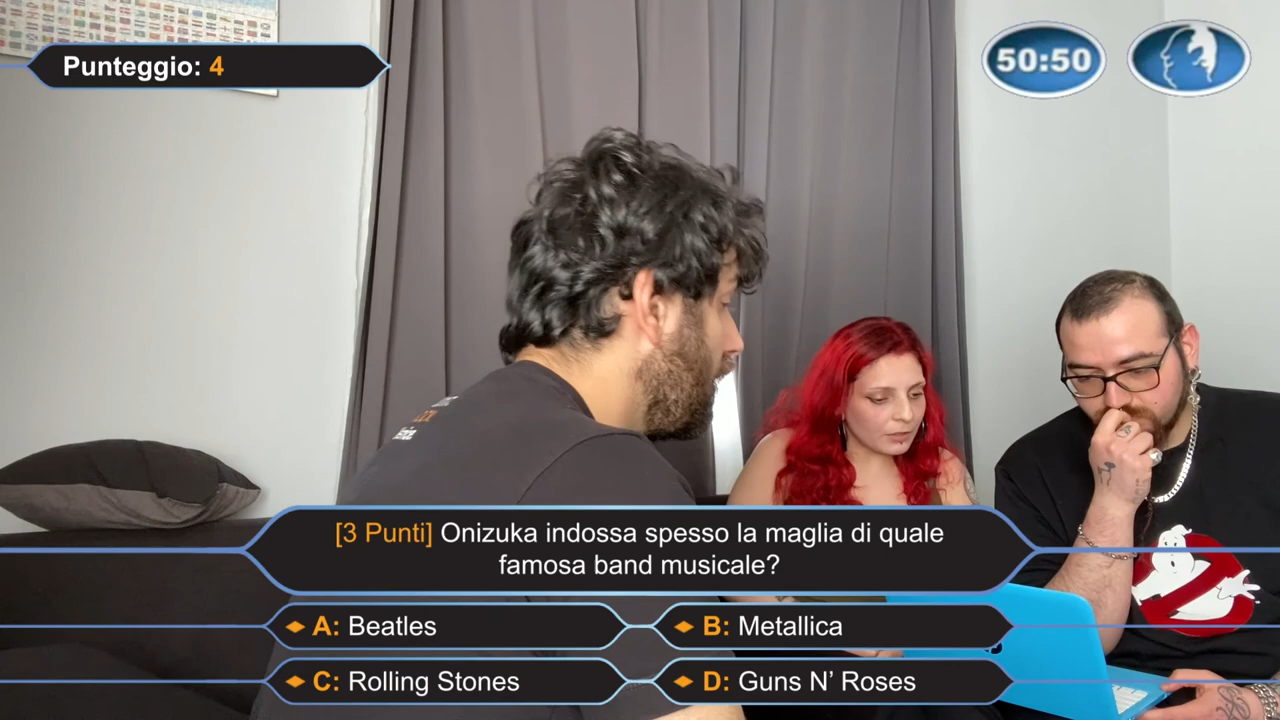 Punteggio: 4
50:50
[3 Punti] Onizuka indossa spesso la maglia di quale
famosa band musicale?
A: Beatles
B: Metallica
C: Rolling Stones
D: Guns N’ Roses